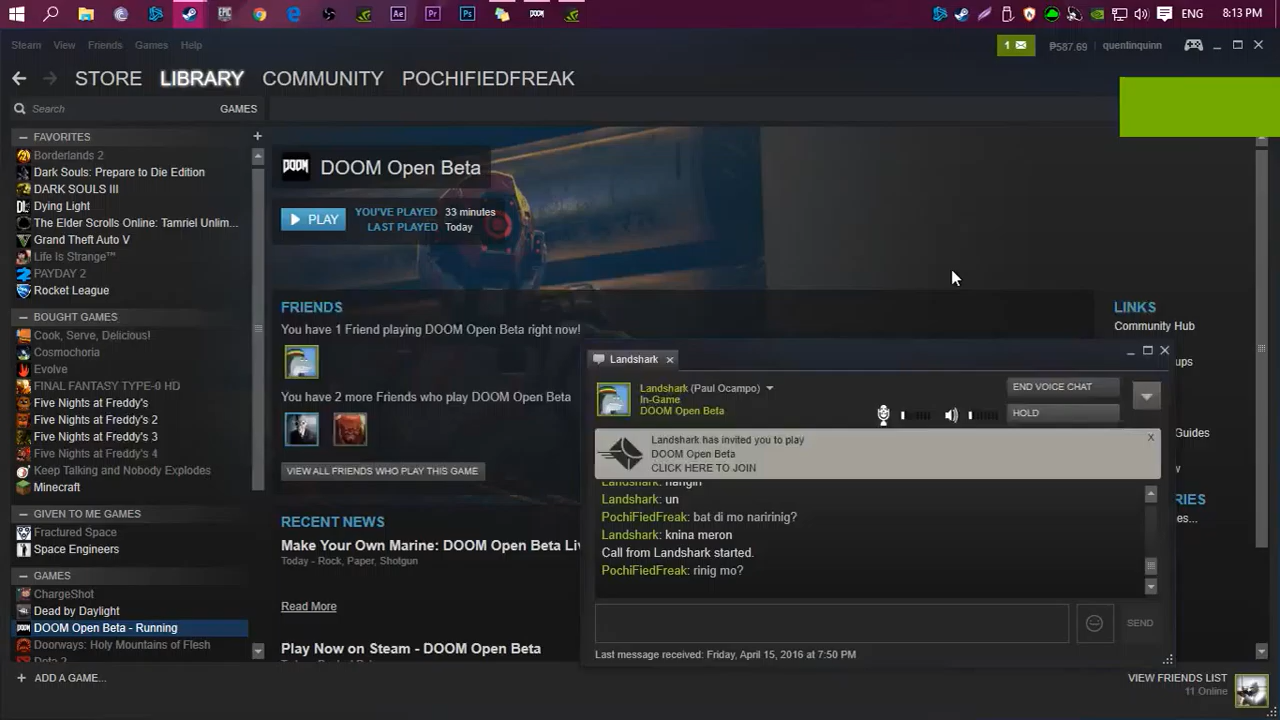 ENG
8:13 PM
Steam View Friends Games Help
1
₱587.69
quentinquinn
STORE LIBRARY COMMUNITY POCHIFIEDFREAK
Search
GAMES
FAVORITES
Borderlands 2
Dark Souls: Prepare to Die Edition
DARK SOULS III
Dying Light
The Elder Scrolls Online: Tamriel Unlim...
Grand Theft Auto V
Life Is Strange™
PAYDAY 2
Rocket League
BOUGHT GAMES
Cook, Serve, Delicious!
Cosmochoria
Evolve
FINAL FANTASY TYPE-0 HD
Five Nights at Freddy's
Five Nights at Freddy's 2
Five Nights at Freddy's 3
Five Nights at Freddy's 4
Keep Talking and Nobody Explodes
Minecraft
GIVEN TO ME GAMES
Fractured Space
Space Engineers
GAMES
ChargeShot
Dead by Daylight
DOOM Open Beta - Running
Doorways: Holy Mountains of Flesh
Dota 2
ADD A GAME...
DOOM
DOOM Open Beta
PLAY
YOU'VE PLAYED 33 minutes
LAST PLAYED Today
FRIENDS
You have 1 Friend playing DOOM Open Beta right now!
You have 2 more Friends who play DOOM Open Beta
VIEW ALL FRIENDS WHO PLAY THIS GAME
RECENT NEWS
Make Your Own Marine: DOOM Open Beta Liv
Today - Rock, Paper, Shotgun
Read More
Play Now on Steam - DOOM Open Beta
LINKS
Community Hub
ups
Guides
w
RIES
es...
Landshark
Landshark (Paul Ocampo)
In-Game
DOOM Open Beta
END VOICE CHAT
HOLD
Landshark has invited you to play
DOOM Open Beta
CLICK HERE TO JOIN
X
Landshark: hangin
Landshark: un
PochiFiedFreak: bat di mo naririnig?
Landshark: knina meron
Call from Landshark started.
PochiFiedFreak: rinig mo?
SEND
Last message received: Friday, April 15, 2016 at 7:50 PM
VIEW FRIENDS LIST
11 Online